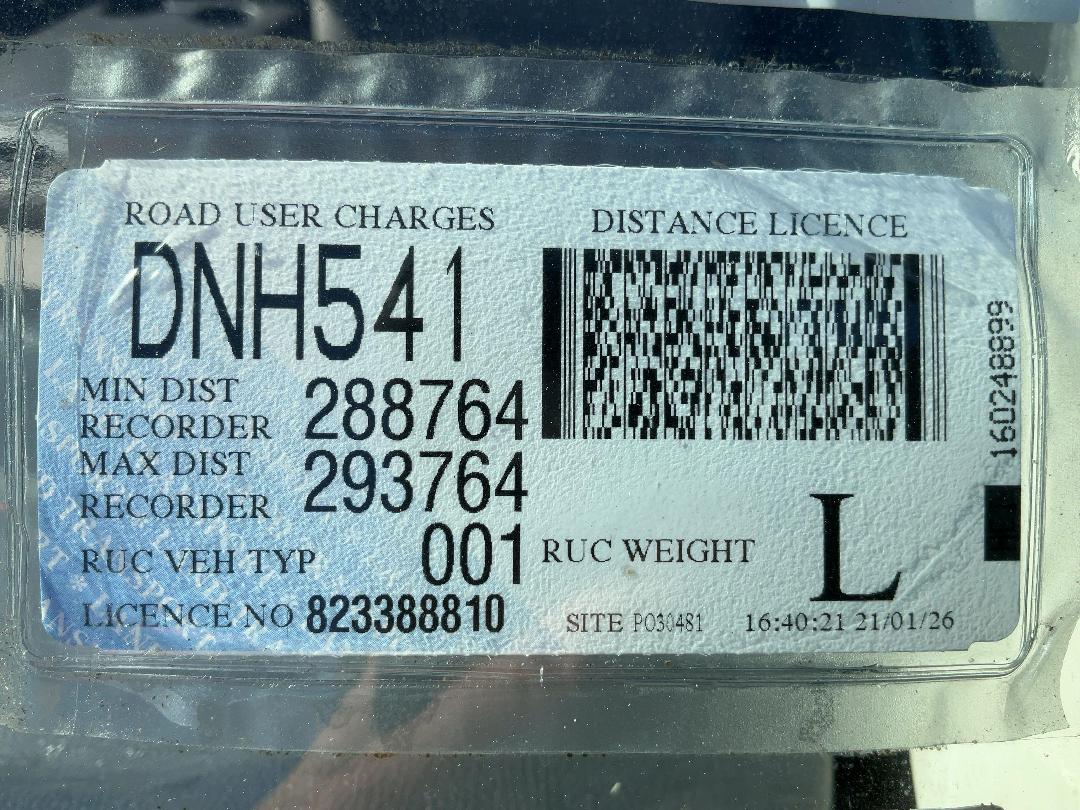 ROAD USER CHARGES
DISTANCE LICENCE
DNH541
MIN DIST
RECORDER 288764
MAX DIST
RECORDER 293764
RUC VEH TYP 001
RUC WEIGHT L
LICENCE NO 823388810
SITE PO30481 16:40:21 21/01/26
160248899